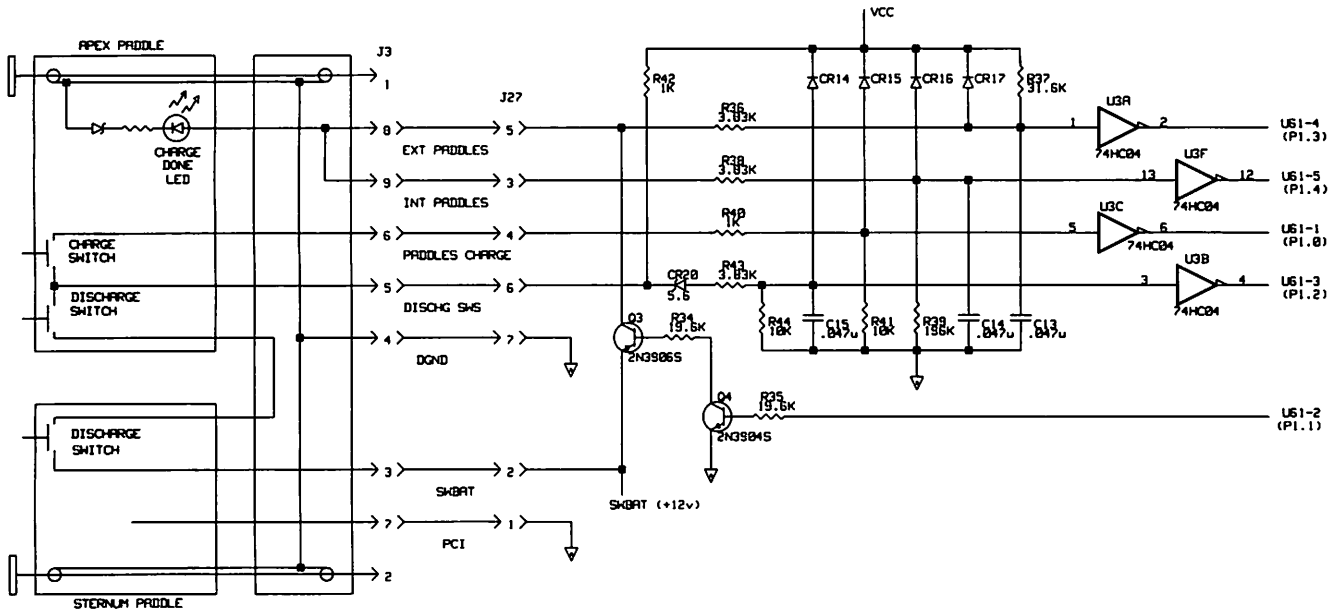 VCC
APEX PADDLE
J3
1
R42
1K
CR14
CR15
CR16
CR17
R37
31.6K
J27
U3A
8
5
R36
3.83K
1
2
U61-4
(P1.3)
EXT PADDLES
74HC04
CHARGE
DONE
LED
U3F
9
3
R38
3.83K
13
12
U61-5
(P1.4)
INT PADDLES
74HC04
U3C
6
4
R40
1K
5
6
U61-1
(P1.0)
CHARGE
SWITCH
PADDLES CHARGE
74HC04
U3B
5
6
CR20
5.6
R43
3.83K
3
4
U61-3
(P1.2)
DISCHARGE
SWITCH
DISCHG SWS
74HC04
R44
10K
C15
.047u
R41
10K
R39
196K
C14
.047u
C13
.047u
Q3
R34
19.6K
4
7
2N3906S
DGND
Q4
R35
19.6K
U61-2
(P1.1)
2N3904S
DISCHARGE
SWITCH
3
2
SWBAT
SWBAT (+12v)
7
1
PCI
2
STERNUM PADDLE